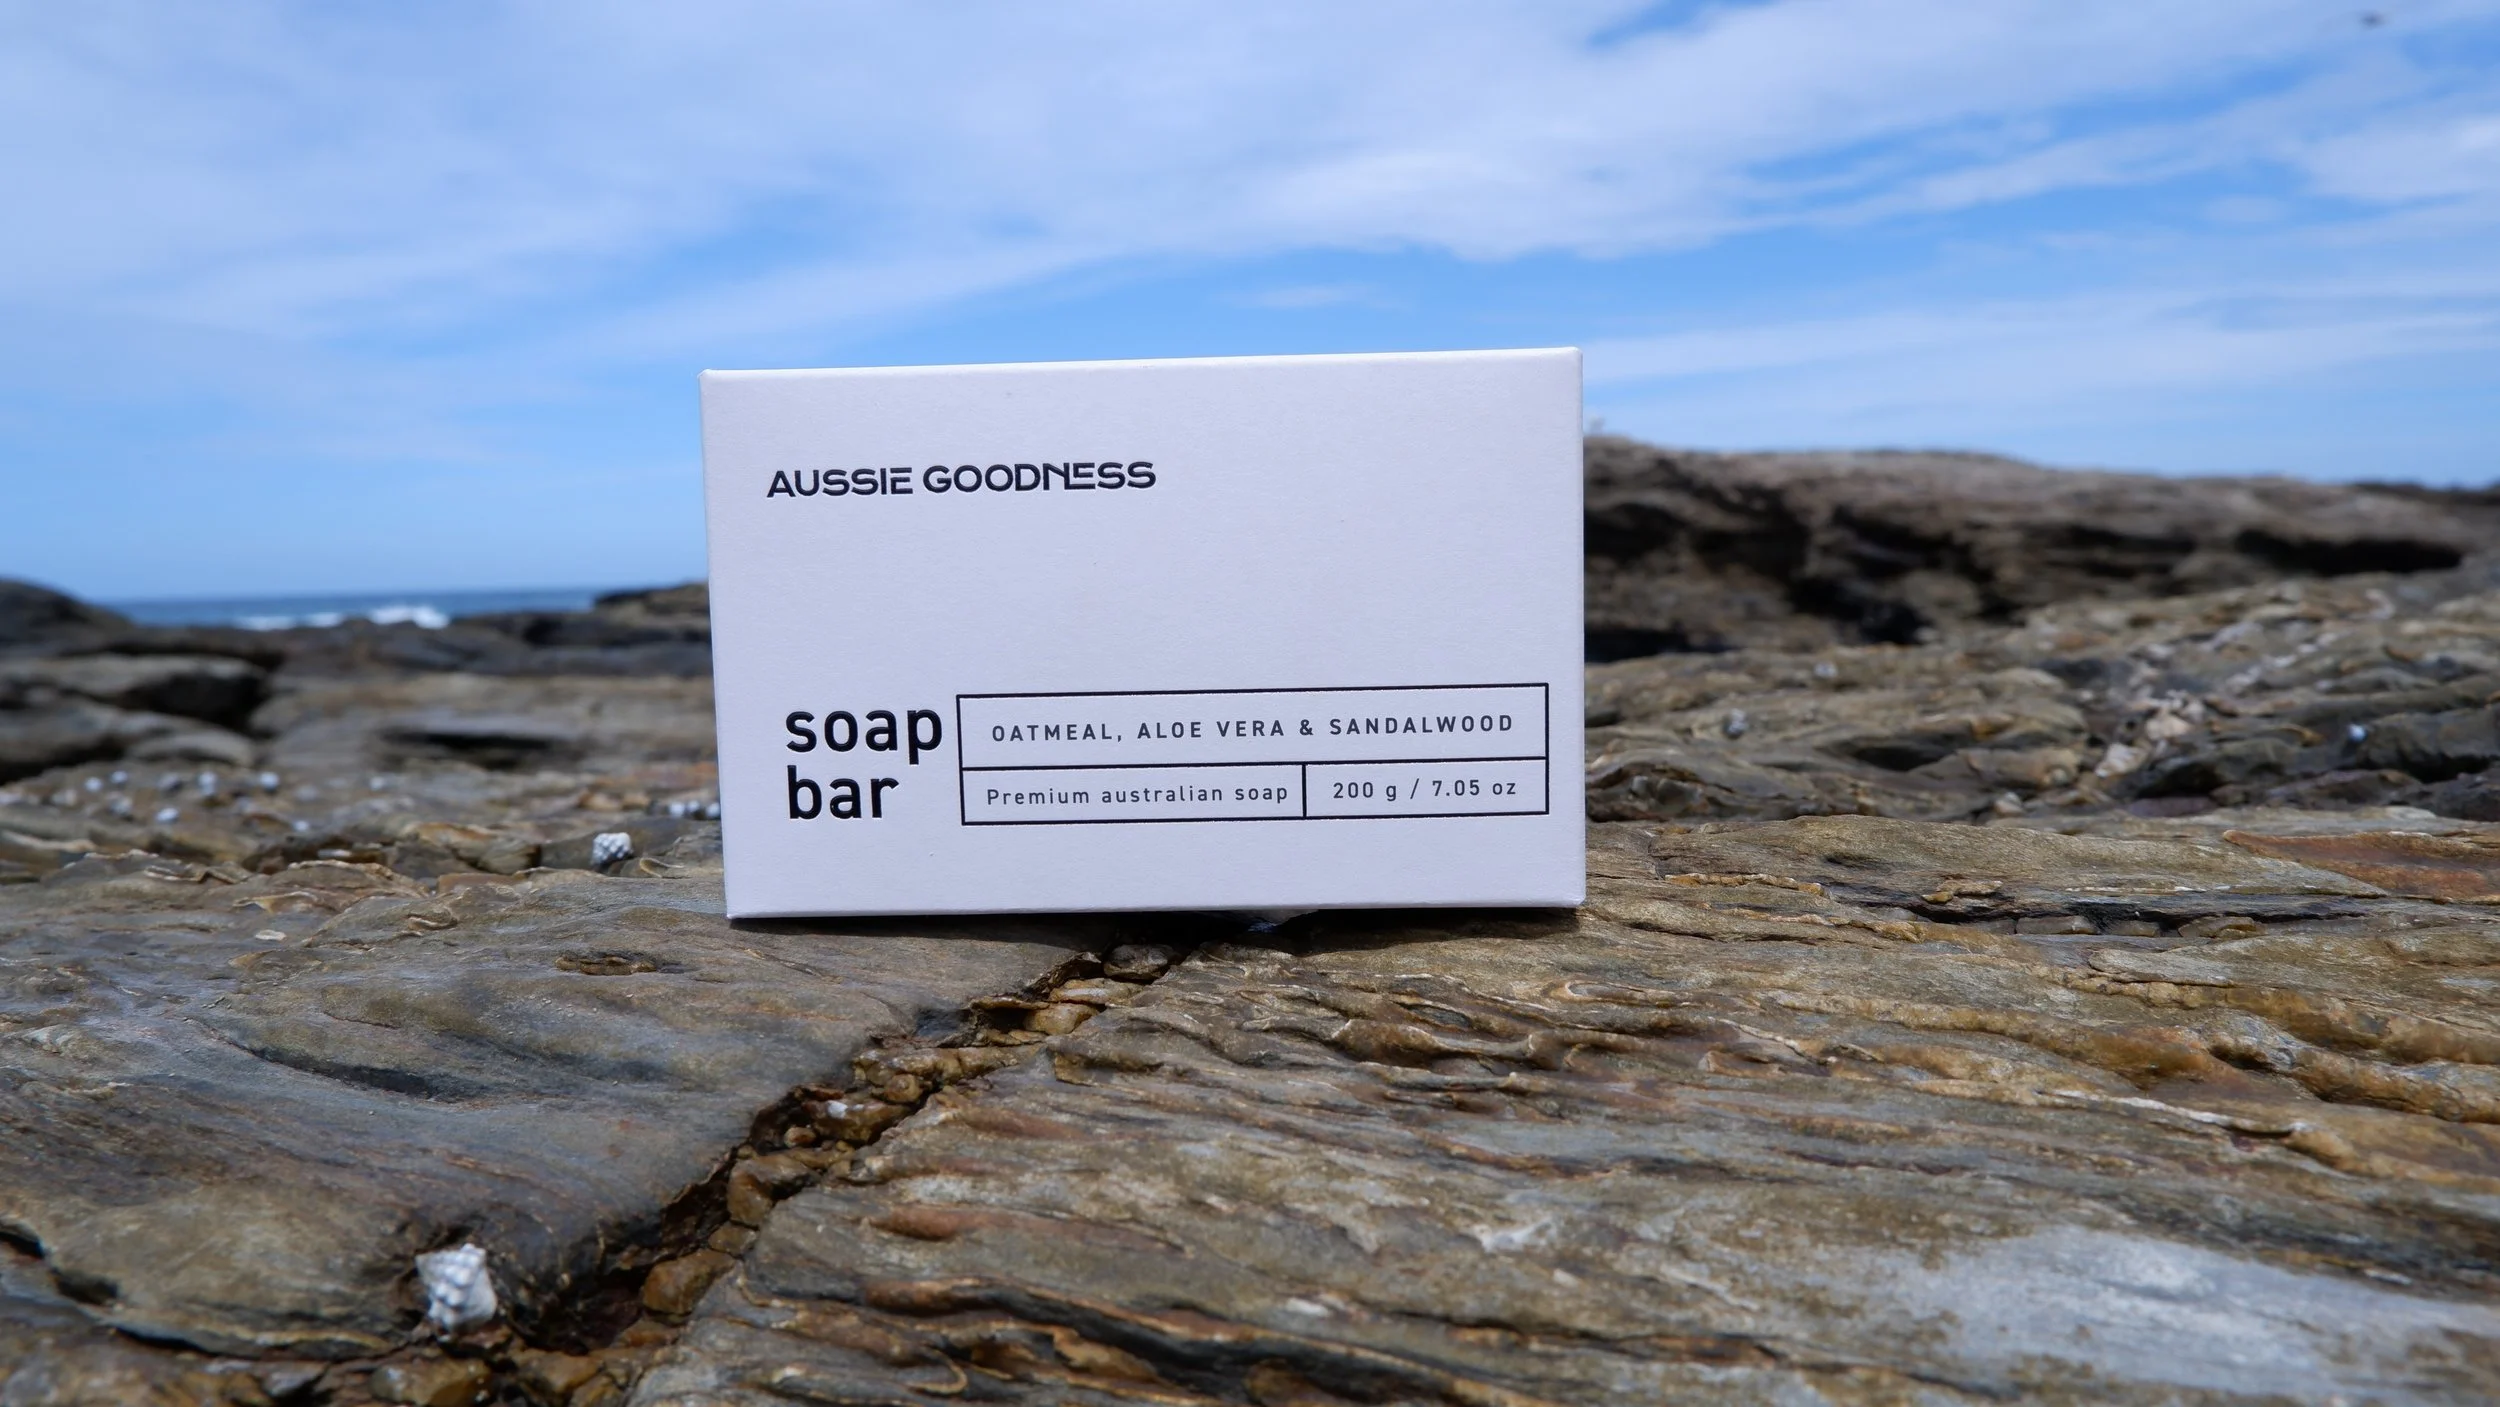 AUSSIE GOODNESS
soap
bar
OATMEAL, ALOE VERA & SANDALWOOD
Premium australian soap
200 g / 7.05 oz